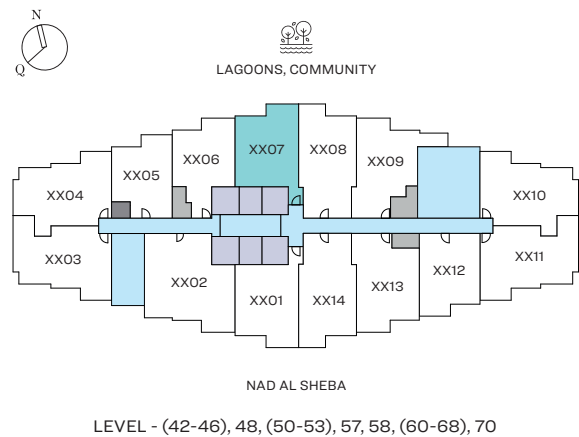 N
Q
LAGOONS, COMMUNITY
XX07
XX08
XX06
XX09
XX05
XX04
XX10
XX03
XX11
XX02
XX12
XX13
XX01
XX14
NAD AL SHEBA
LEVEL - (42-46), 48, (50-53), 57, 58, (60-68), 70